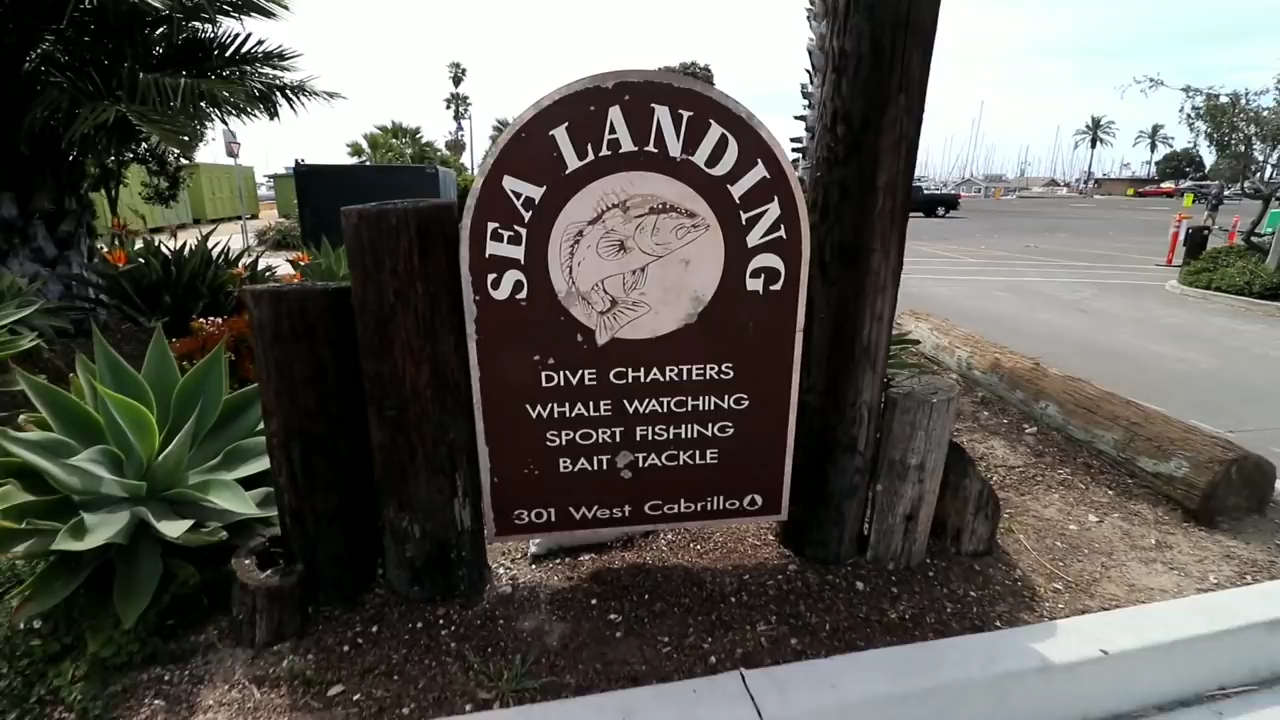 SEA LANDING
DIVE CHARTERS
WHALE WATCHING
SPORT FISHING
BAIT TACKLE
301 West Cabrillo